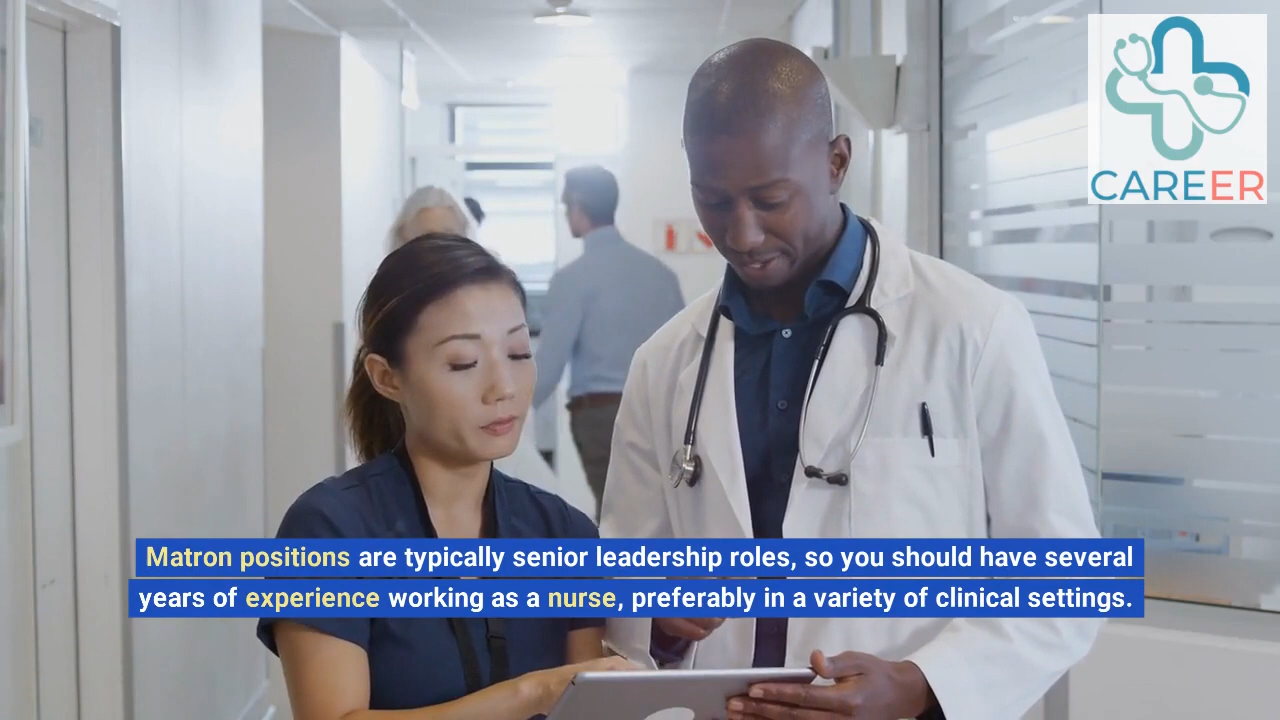 CAREER
Matron positions are typically senior leadership roles, so you should have several
years of experience working as a nurse, preferably in a variety of clinical settings.